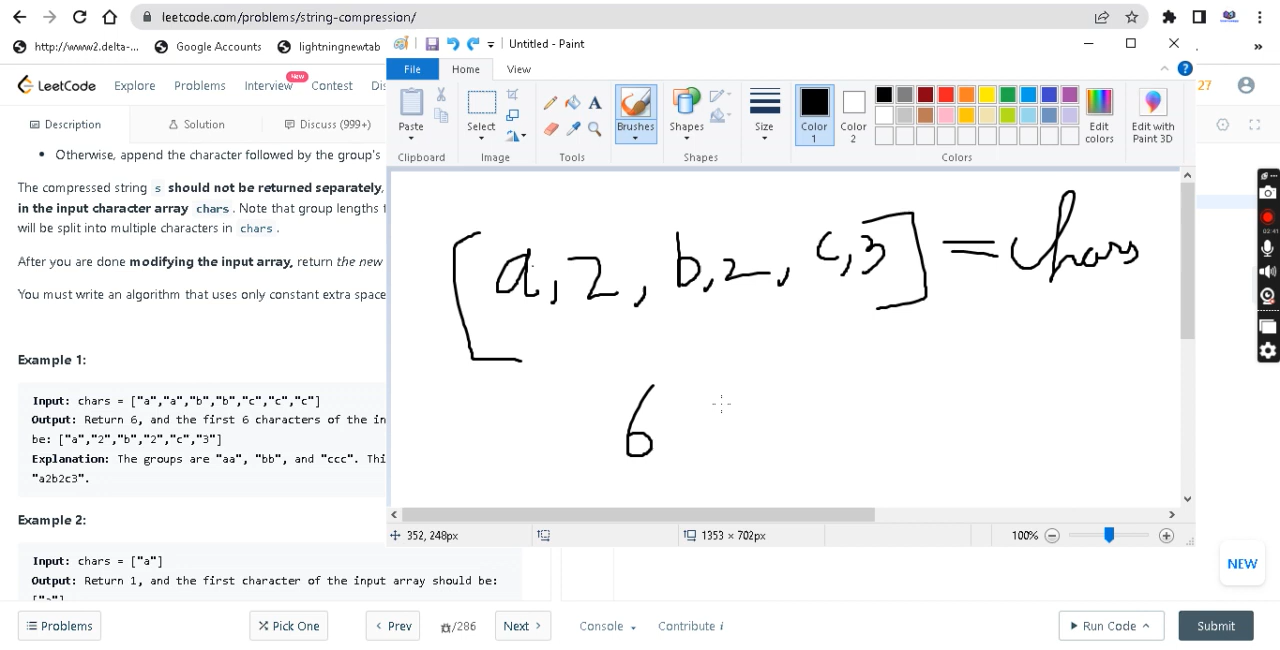 leetcode.com/problems/string-compression/
http://www2.delta-... Google Accounts lightningnewtab
»
Untitled - Paint
File Home View
LeetCode Explore Problems Interview New Contest Dis
27
Description Solution Discuss (999+)
Paste Select Brushes Shapes Size Color 1 Color 2 Edit colors Edit with Paint 3D
Clipboard Image Tools Shapes Colors
• Otherwise, append the character followed by the group's
The compressed string s should not be returned separately,
in the input character array chars. Note that group lengths
will be split into multiple characters in chars.
After you are done modifying the input array, return the new
You must write an algorithm that uses only constant extra space
[a, 2, b, 2, c, 3] = chars
6
02:41
Example 1:
Input: chars = ["a","a","b","b","c","c","c"]
Output: Return 6, and the first 6 characters of the in
be: ["a","2","b","2","c","3"]
Explanation: The groups are "aa", "bb", and "ccc". Thi
"a2b2c3".
Example 2:
Input: chars = ["a"]
Output: Return 1, and the first character of the input array should be:
["a"]
352, 248px 1353 × 702px 100%
NEW
Problems Pick One < Prev /286 Next > Console Contribute i Run Code Submit